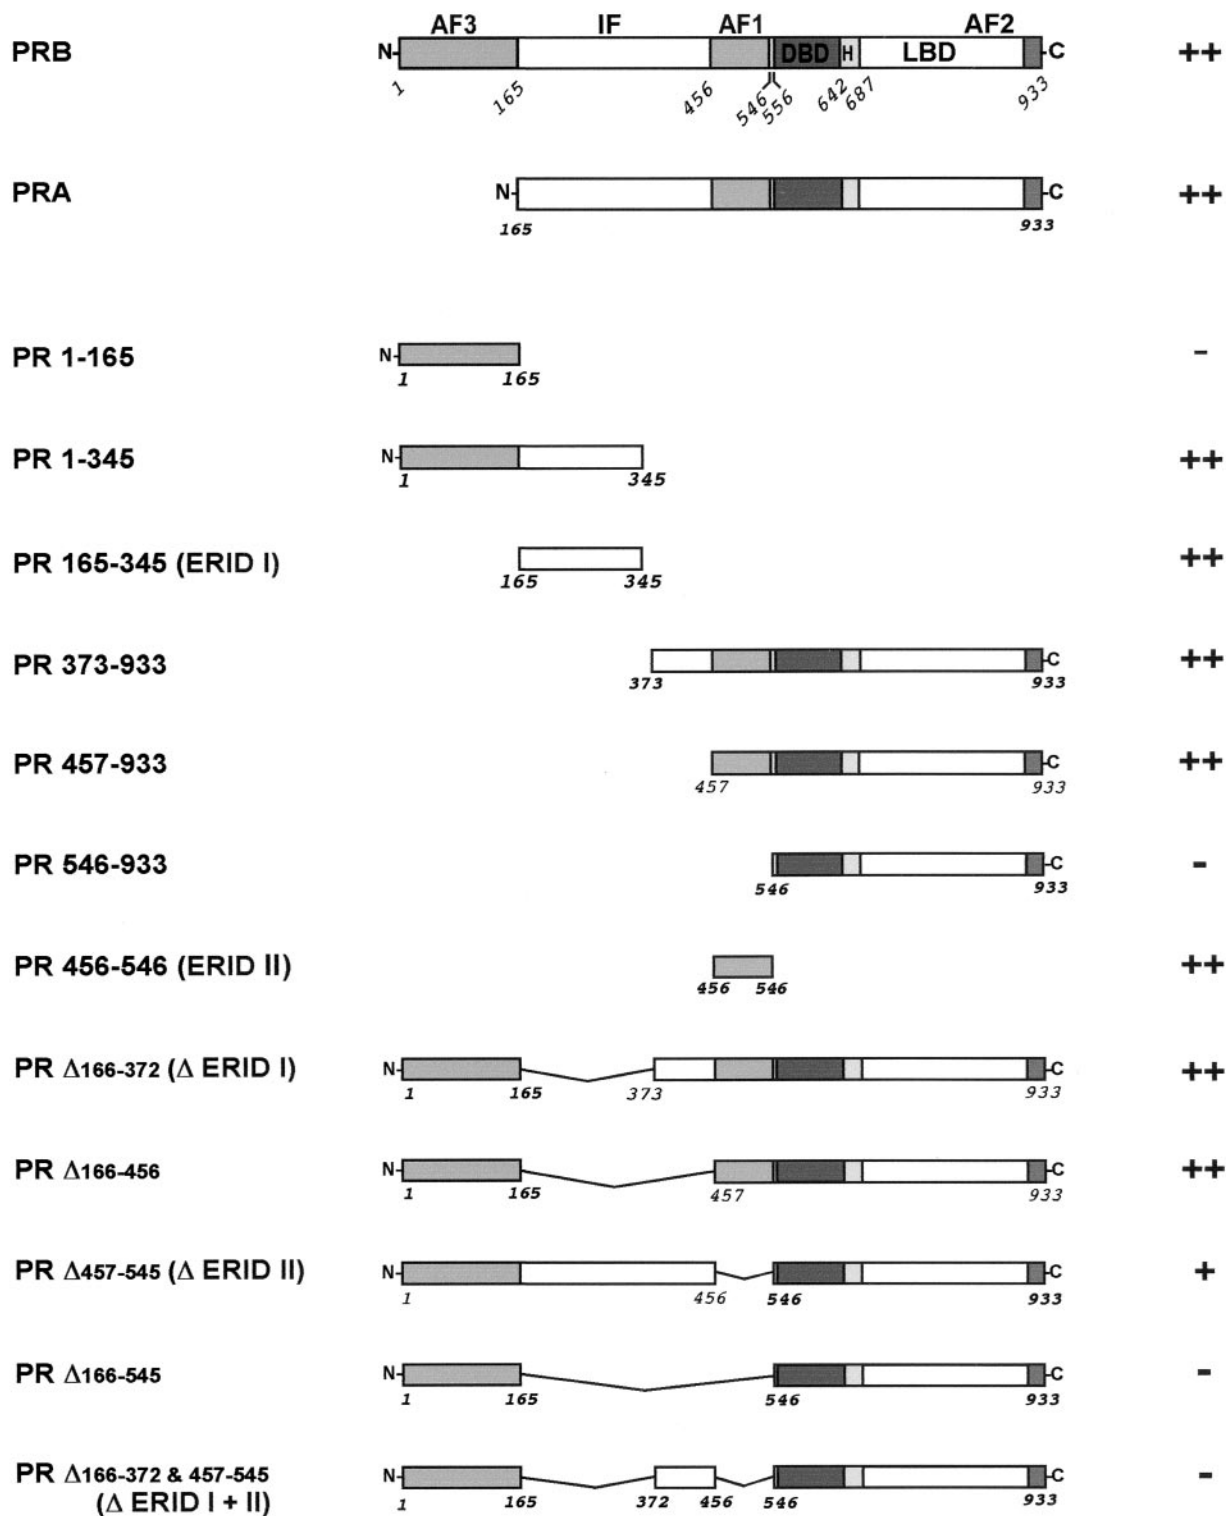 AF3 IF AF1 AF2
PRB N DBD H LBD C ++
1 165 456 546 556 642 687 933
PRA N C ++
165 933
PR 1-165 N -
1 165
PR 1-345 N ++
1 345
PR 165-345 (ERID I) ++
165 345
PR 373-933 C ++
373 933
PR 457-933 C ++
457 933
PR 546-933 C -
546 933
PR 456-546 (ERID II) ++
456 546
PR Δ166-372 (Δ ERID I) N C ++
1 165 373 933
PR Δ166-456 N C ++
1 165 457 933
PR Δ457-545 (Δ ERID II) N C +
1 456 546 933
PR Δ166-545 N C -
1 165 546 933
PR Δ166-372 & 457-545 N C -
(Δ ERID I + II)
1 165 372 456 546 933